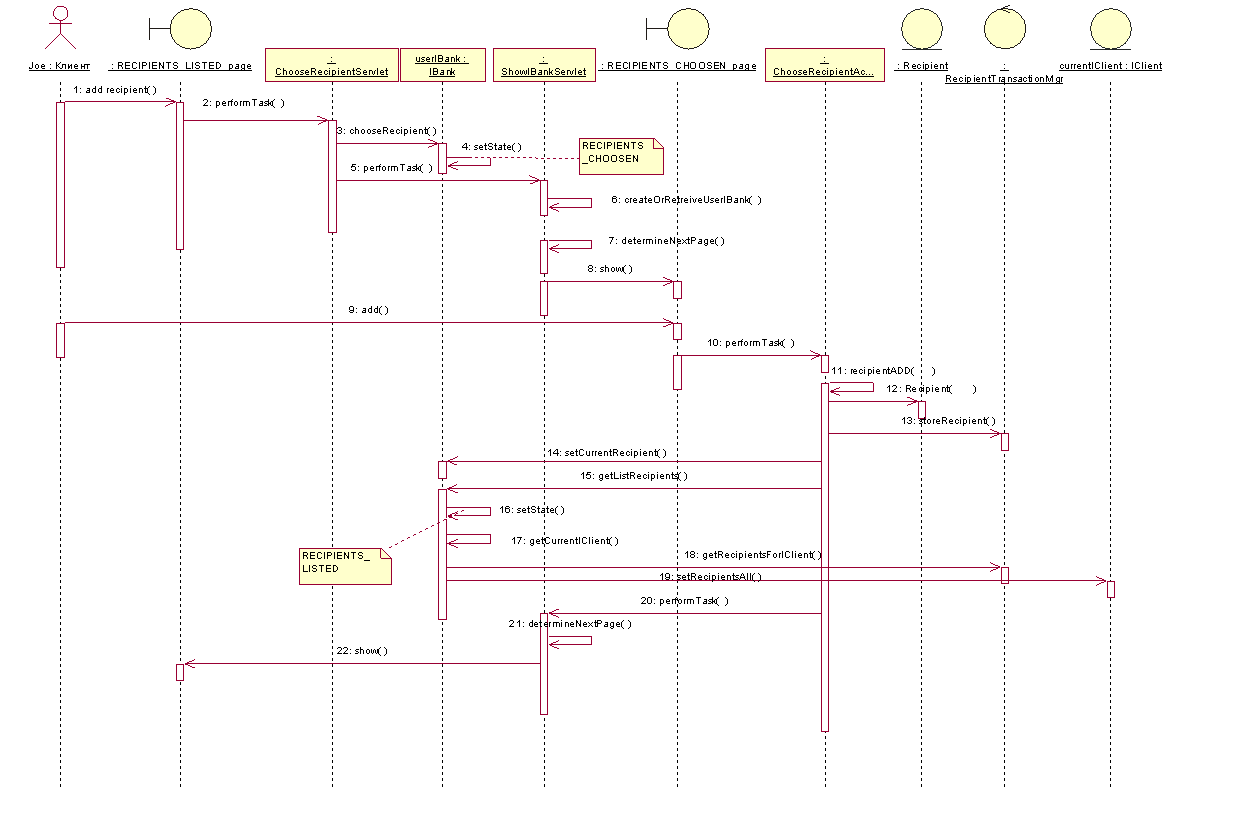 Joe : Клиент
: RECIPIENTS_LISTED_page
:
ChooseRecipientServlet
userIBank :
IBank
:
ShowIBankServlet
: RECIPIENTS_CHOOSEN_page
:
ChooseRecipientAc...
: Recipient
:
RecipientTransactionMgr
currentIClient : IClient
1: add recipient( )
2: performTask( )
3: chooseRecipient( )
4: setState( )
RECIPIENTS
_CHOOSEN
5: performTask( )
6: createOrRetreiveUserIBank( )
7: determineNextPage( )
8: show( )
9: add( )
10: performTask( )
11: recipientADD( )
12: Recipient( )
13: storeRecipient( )
14: setCurrentRecipient( )
15: getListRecipients( )
16: setState( )
17: getCurrentIClient( )
RECIPIENTS_
LISTED
18: getRecipientsForIClient( )
19: setRecipientsAll( )
20: performTask( )
21: determineNextPage( )
22: show( )